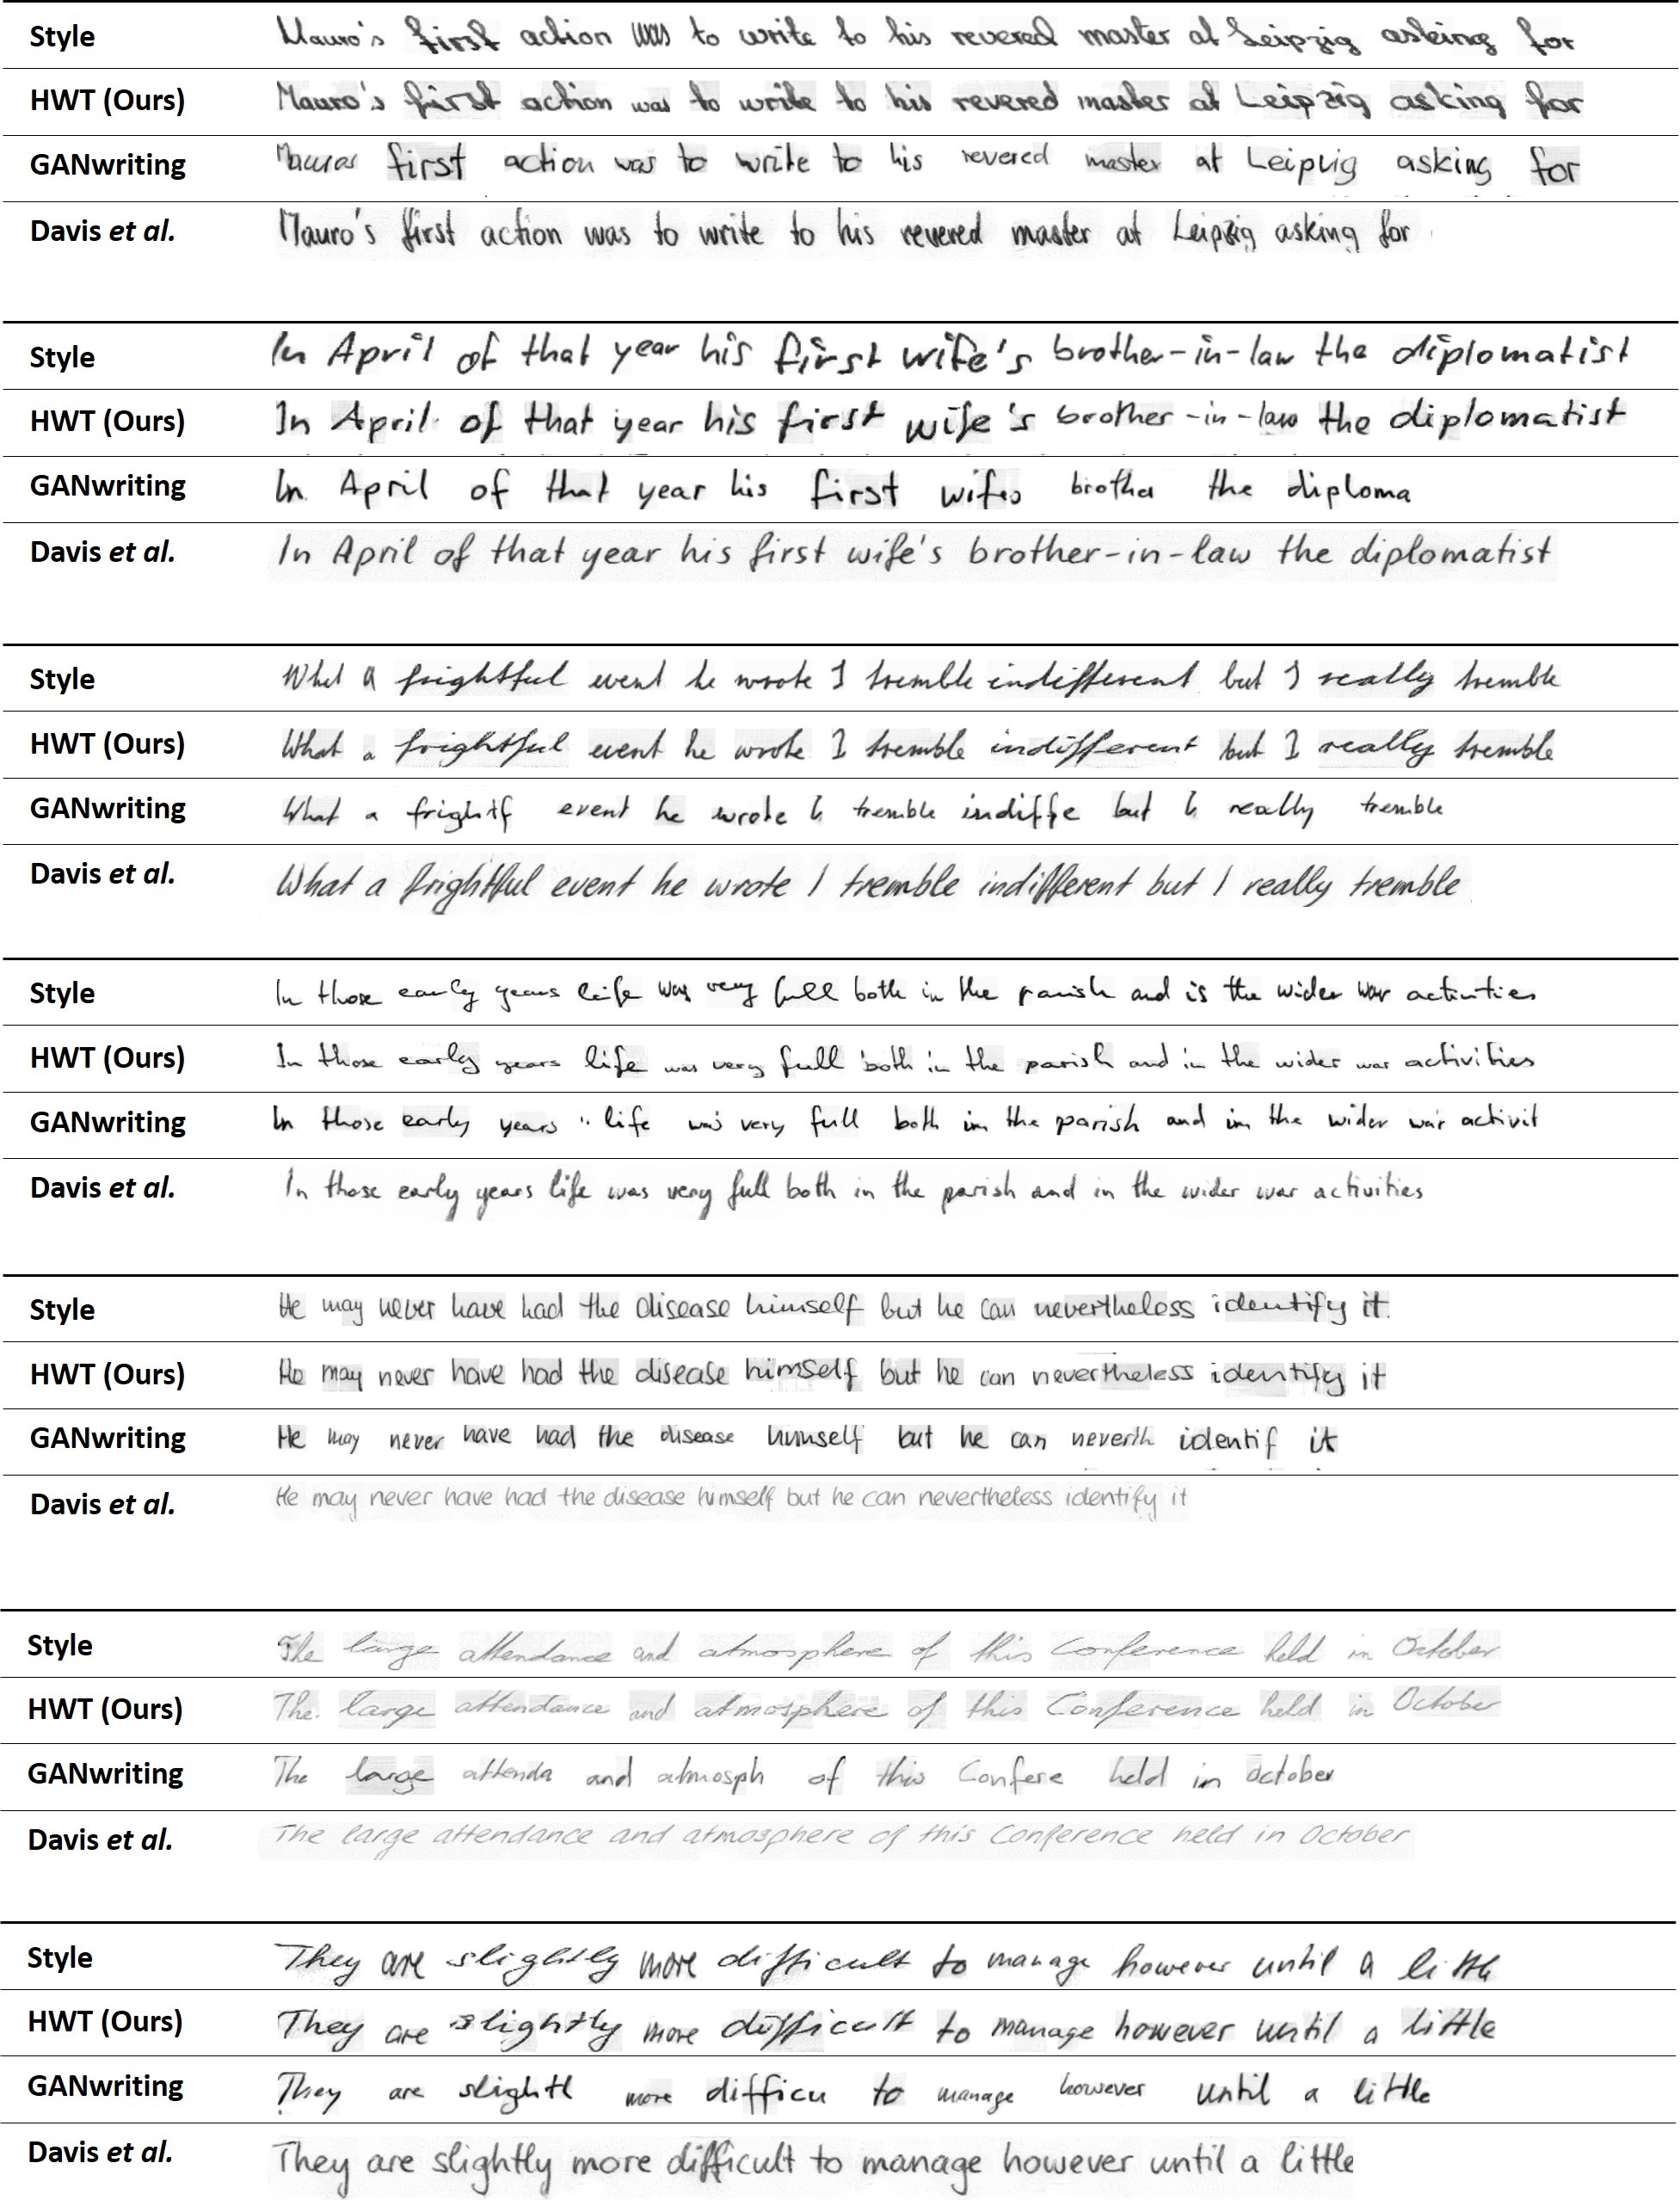 Style Mauro's first action was to write to his revered master at Leipzig asking for
HWT (Ours) Mauro's first action was to write to his revered master at Leipzig asking for
GANwriting Mauras first action was to write to his revered master at Leipvig asking for
Davis et al. Mauro's first action was to write to his revered master at Leipzig asking for
Style In April of that year his first wife's brother-in-law the diplomatist
HWT (Ours) In April of that year his first wife's brother-in-law the diplomatist
GANwriting In April of that year his first wifes brother the diploma
Davis et al. In April of that year his first wife's brother-in-law the diplomatist
Style What a frightful event he wrote I tremble indifferent but I really tremble
HWT (Ours) What a frightful event he wrote I tremble indifferent but I really tremble
GANwriting What a frightf event he wrote tremble indiffe but really tremble
Davis et al. What a frightful event he wrote I tremble indifferent but I really tremble
Style In those early years life was very full both in the parish and is the wider war activities
HWT (Ours) In those early years life was very full both in the parish and in the wider war activities
GANwriting In those early years life was very full both in the parish and in the wider war activit
Davis et al. In those early years life was very full both in the parish and in the wider war activities
Style He may never have had the disease himself but he can nevertheless identify it.
HWT (Ours) He may never have had the disease himself but he can nevertheless identify it
GANwriting He may never have had the disease humself but he can neverth identif it
Davis et al. He may never have had the disease himself but he can nevertheless identify it
Style The large attendance and atmosphere of this Conference held in October
HWT (Ours) The large attendance and atmosphere of this Conference held in October
GANwriting The large attenda and atmosph of this Confere held in October
Davis et al. The large attendance and atmosphere of this Conference held in October
Style They are slightly more difficult to manage however until a little
HWT (Ours) They are slightly more difficult to manage however until a little
GANwriting They are slightl more difficu to manage however until a little
Davis et al. They are slightly more difficult to manage however until a little